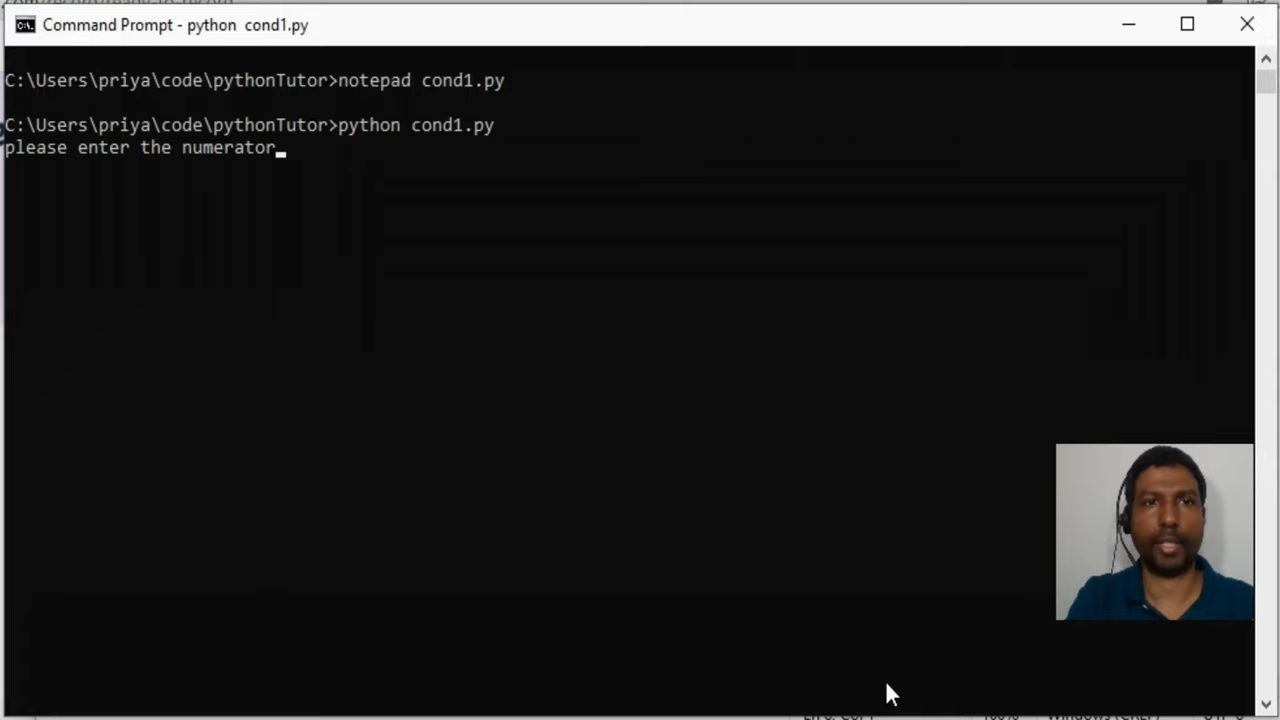 Command Prompt - python cond1.py
C:\Users\priya\code\pythonTutor>notepad cond1.py
C:\Users\priya\code\pythonTutor>python cond1.py
please enter the numerator